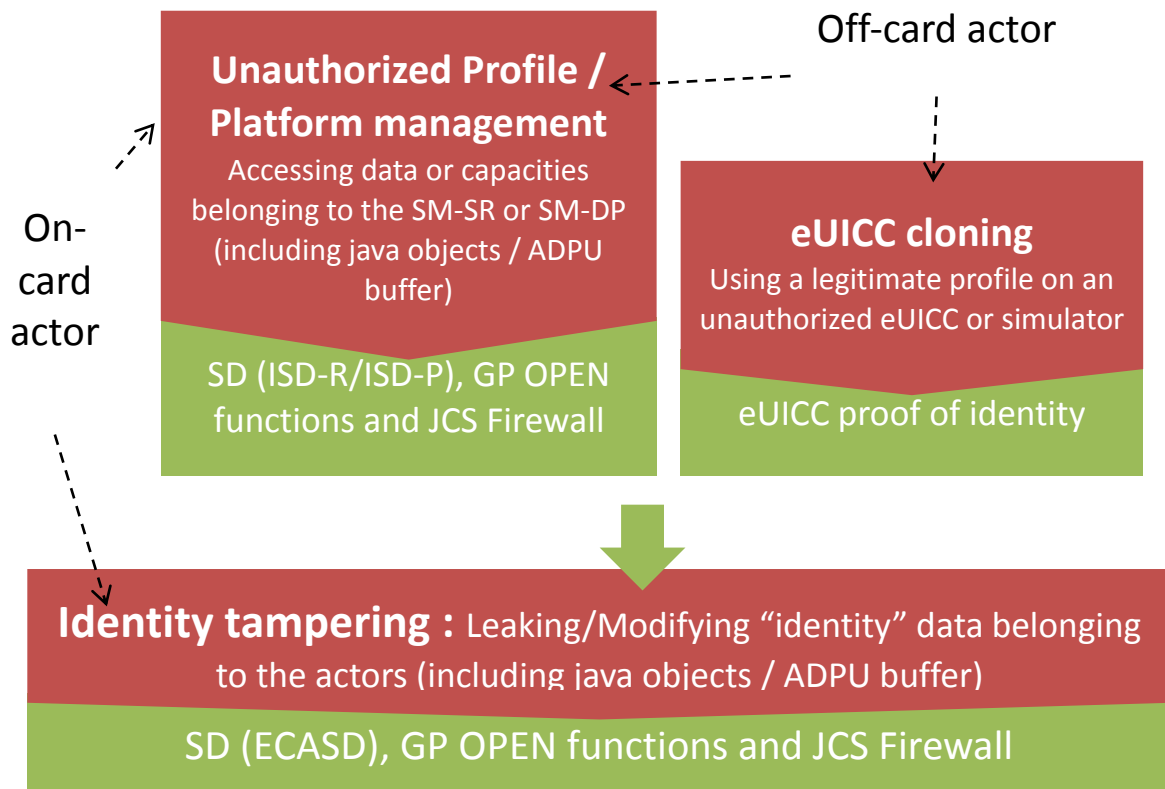 Off-card actor
Unauthorized Profile /
Platform management
Accessing data or capacities
belonging to the SM-SR or SM-DP
(including java objects / ADPU
buffer)
SD (ISD-R/ISD-P), GP OPEN
functions and JCS Firewall
eUICC cloning
Using a legitimate profile on an
unauthorized eUICC or simulator
eUICC proof of identity
On-
card
actor
Identity tampering : Leaking/Modifying “identity” data belonging
to the actors (including java objects / ADPU buffer)
SD (ECASD), GP OPEN functions and JCS Firewall